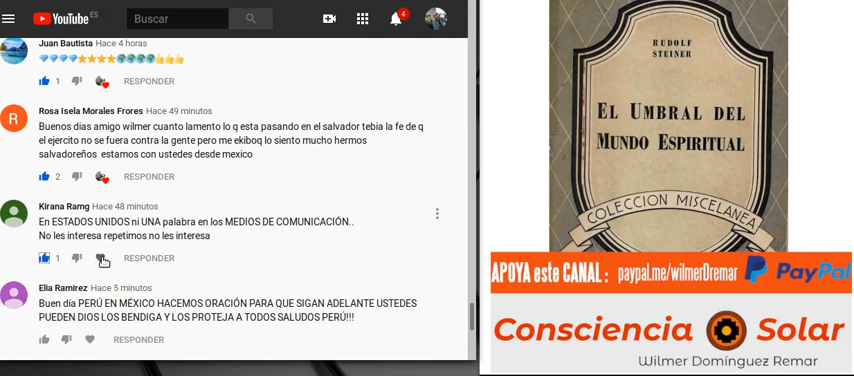 YouTube ES
Buscar
4
Juan Bautista Hace 4 horas
1 RESPONDER
R
Rosa Isela Morales Frores Hace 49 minutos
Buenos dias amigo wilmer cuanto lamento lo q esta pasando en el salvador tebia la fe de q
el ejercito no se fuera contra la gente pero me ekiboq lo siento mucho hermos
salvadoreños estamos con ustedes desde mexico
2 RESPONDER
Kirana Ramg Hace 48 minutos
En ESTADOS UNIDOS ni UNA palabra en los MEDIOS DE COMUNICACIÓN..
No les interesa repetimos no les interesa
1 RESPONDER
Elia Ramirez Hace 5 minutos
Buen día PERÚ EN MÉXICO HACEMOS ORACIÓN PARA QUE SIGAN ADELANTE USTEDES
PUEDEN DIOS LOS BENDIGA Y LOS PROTEJA A TODOS SALUDOS PERÚ!!!
RESPONDER
RUDOLF
STEINER
EL UMBRAL DEL
MUNDO ESPIRITUAL
COLECCION MISCELANEA
APOYA este CANAL : paypal.me/wilmerDremar PayPal
Consciencia Solar
Wilmer Domínguez Remar